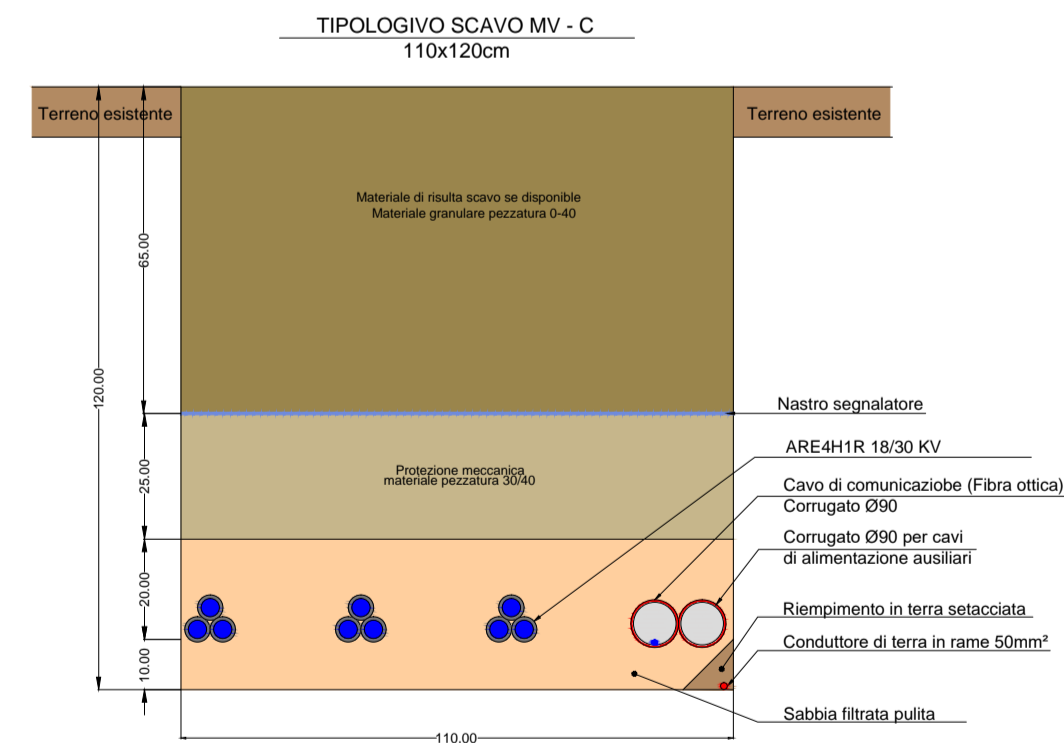 TIPOLOGIVO SCAVO MV - C
110x120cm
Terreno esistente
Terreno esistente
Materiale di risulta scavo se disponible
Materiale granulare pezzatura 0-40
65.00
120.00
Nastro segnalatore
ARE4H1R 18/30 KV
Protezione meccanica
materiale pezzatura 30/40
25.00
Cavo di comunicaziobe (Fibra ottica)
Corrugato Ø90
Corrugato Ø90 per cavi
di alimentazione ausiliari
20.00
Riempimento in terra setacciata
Conduttore di terra in rame 50mm²
10.00
Sabbia filtrata pulita
110.00